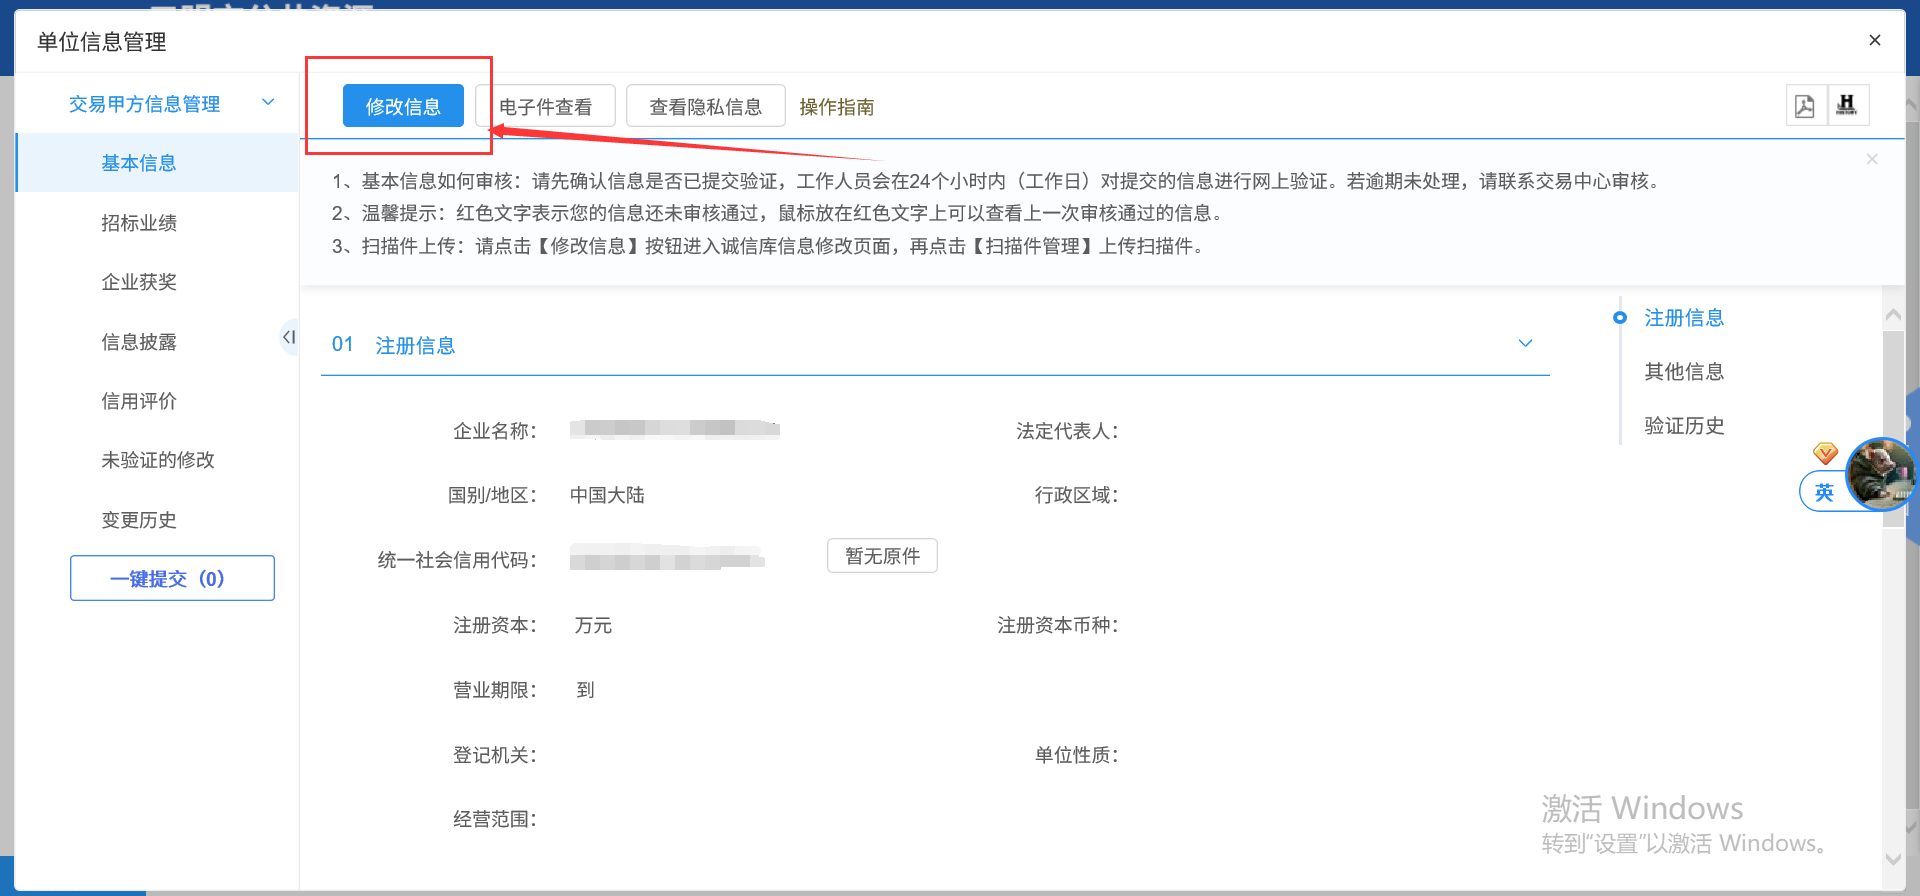 单位信息管理
交易甲方信息管理
基本信息
招标业绩
企业获奖
信息披露
信用评价
未验证的修改
变更历史
一键提交（0）
修改信息
电子件查看
查看隐私信息
操作指南
1、基本信息如何审核：请先确认信息是否已提交验证，工作人员会在24个小时内（工作日）对提交的信息进行网上验证。若逾期未处理，请联系交易中心审核。
2、温馨提示：红色文字表示您的信息还未审核通过，鼠标放在红色文字上可以查看上一次审核通过的信息。
3、扫描件上传：请点击【修改信息】按钮进入诚信库信息修改页面，再点击【扫描件管理】上传扫描件。
01 注册信息
企业名称：
法定代表人：
国别/地区： 中国大陆
行政区域：
统一社会信用代码：
暂无原件
注册资本： 万元
注册资本币种：
营业期限： 到
登记机关：
单位性质：
经营范围：
注册信息
其他信息
验证历史
英
激活 Windows
转到“设置”以激活 Windows。